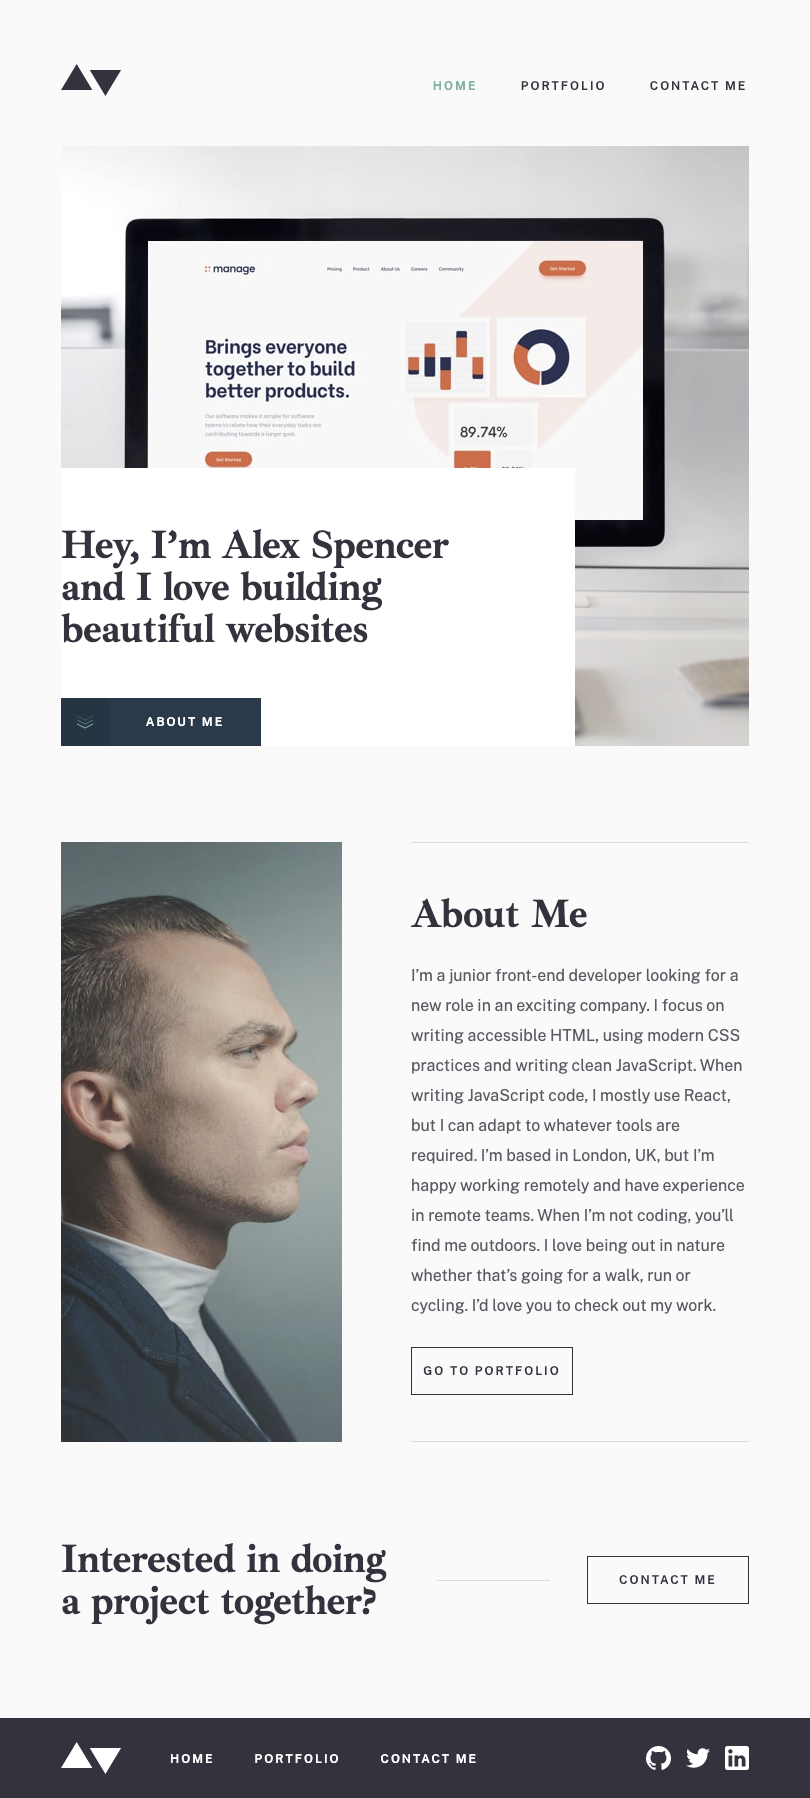 HOME PORTFOLIO CONTACT ME
manage Pricing Product About Us Careers Community Get Started
Brings everyone
together to build
better products.
Our software makes it simple for software
teams to relate how their everyday tasks are
contributing towards a larger goal.
89.74%
Get Started
Hey, I’m Alex Spencer
and I love building
beautiful websites
ABOUT ME
About Me
I’m a junior front-end developer looking for a
new role in an exciting company. I focus on
writing accessible HTML, using modern CSS
practices and writing clean JavaScript. When
writing JavaScript code, I mostly use React,
but I can adapt to whatever tools are
required. I’m based in London, UK, but I’m
happy working remotely and have experience
in remote teams. When I’m not coding, you’ll
find me outdoors. I love being out in nature
whether that’s going for a walk, run or
cycling. I’d love you to check out my work.
GO TO PORTFOLIO
Interested in doing
a project together?
CONTACT ME
HOME PORTFOLIO CONTACT ME